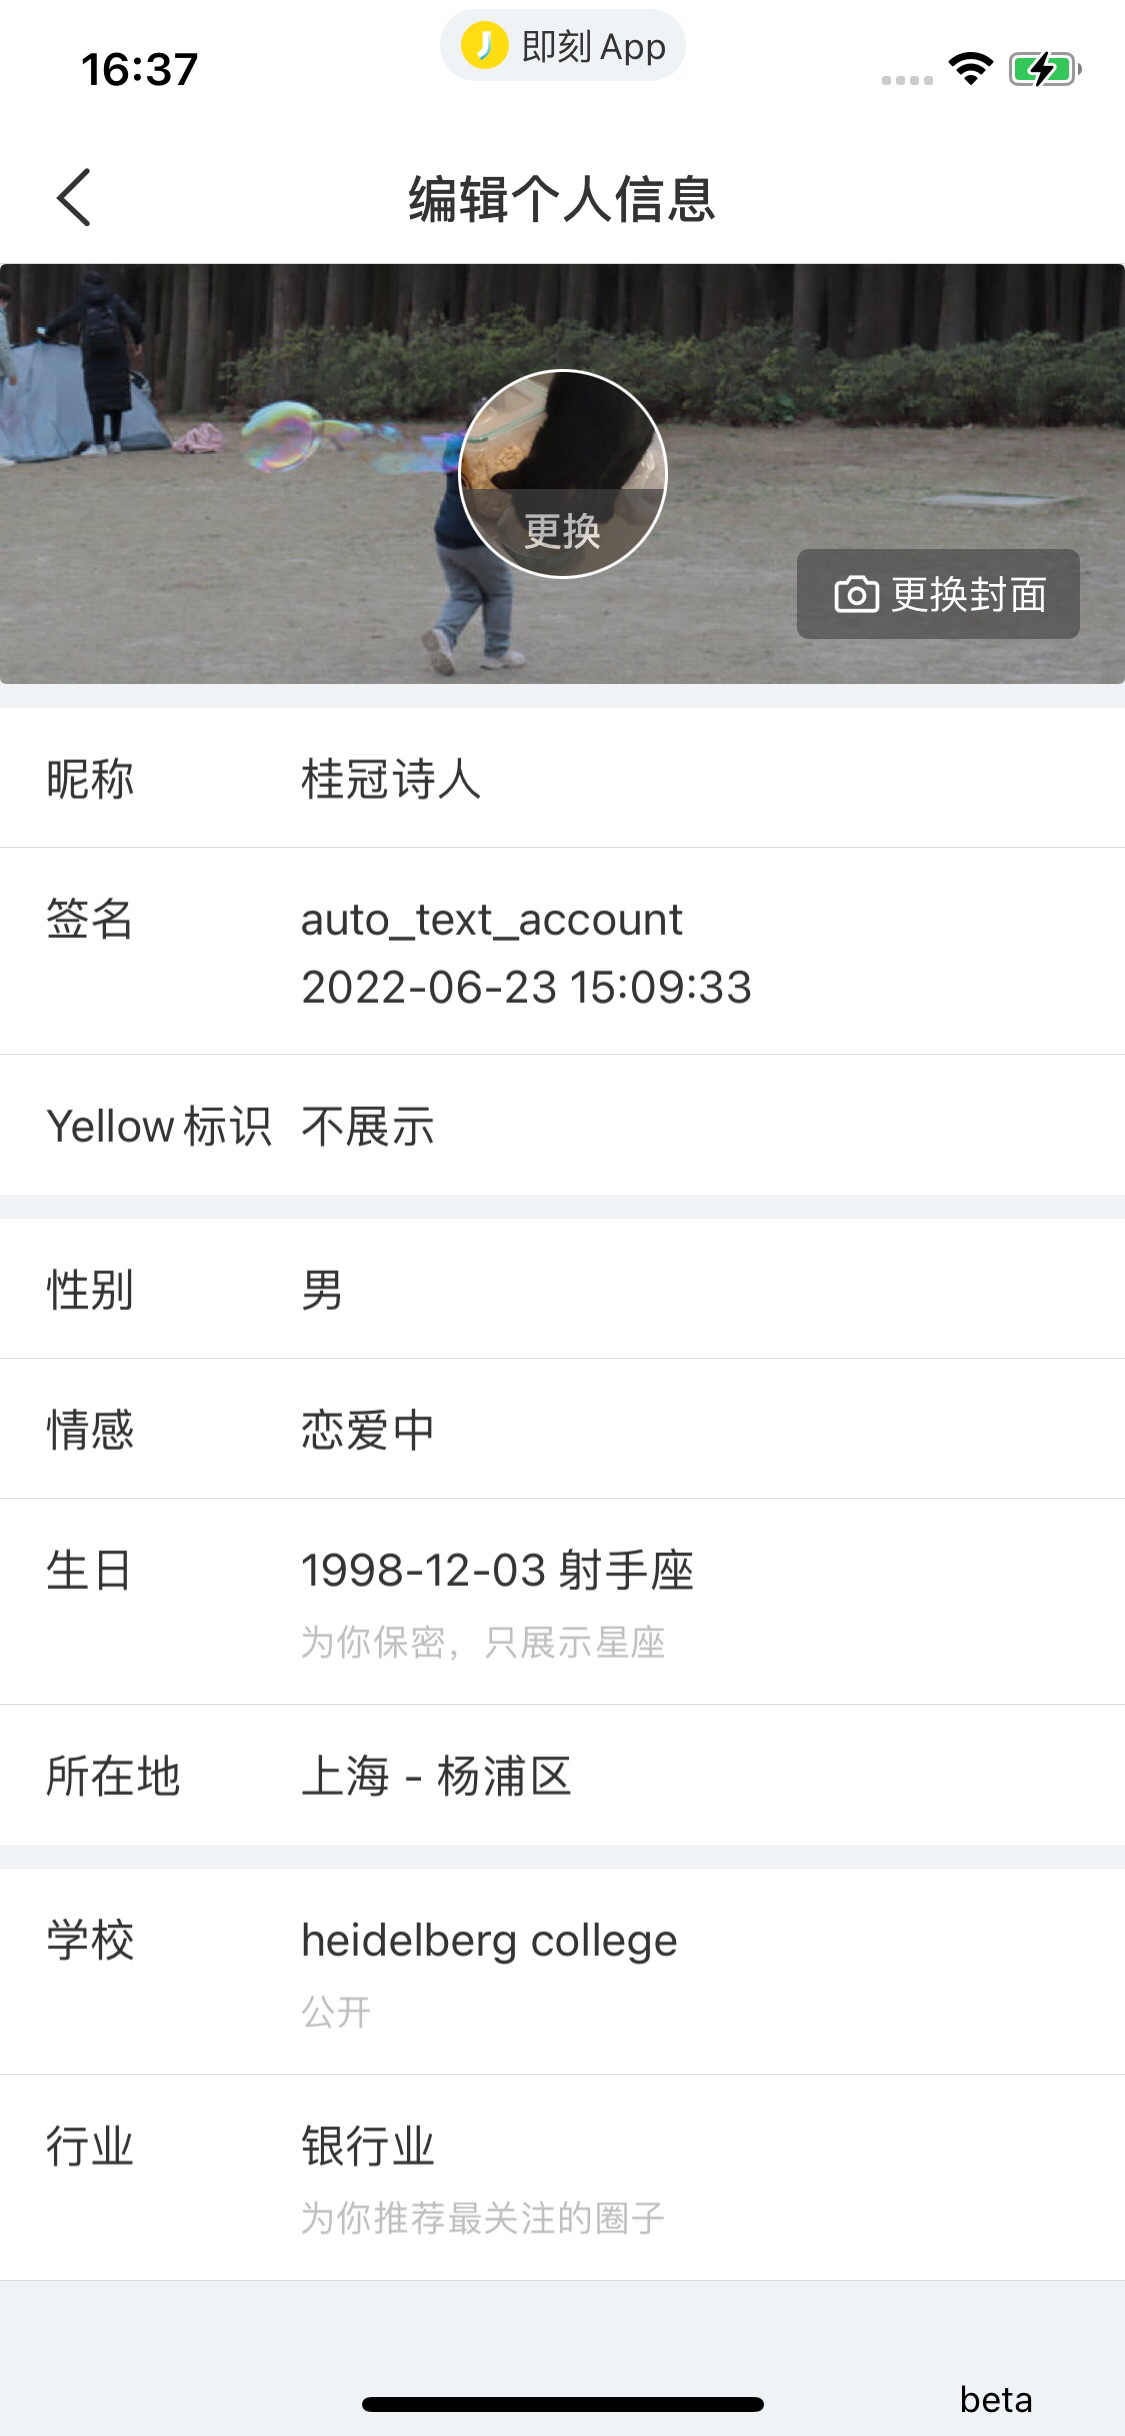 16:37
即刻 App
编辑个人信息
更换
更换封面
昵称 桂冠诗人
签名 auto_text_account
2022-06-23 15:09:33
Yellow 标识 不展示
性别 男
情感 恋爱中
生日 1998-12-03 射手座
为你保密，只展示星座
所在地 上海 - 杨浦区
学校 heidelberg college
公开
行业 银行业
为你推荐最关注的圈子
beta